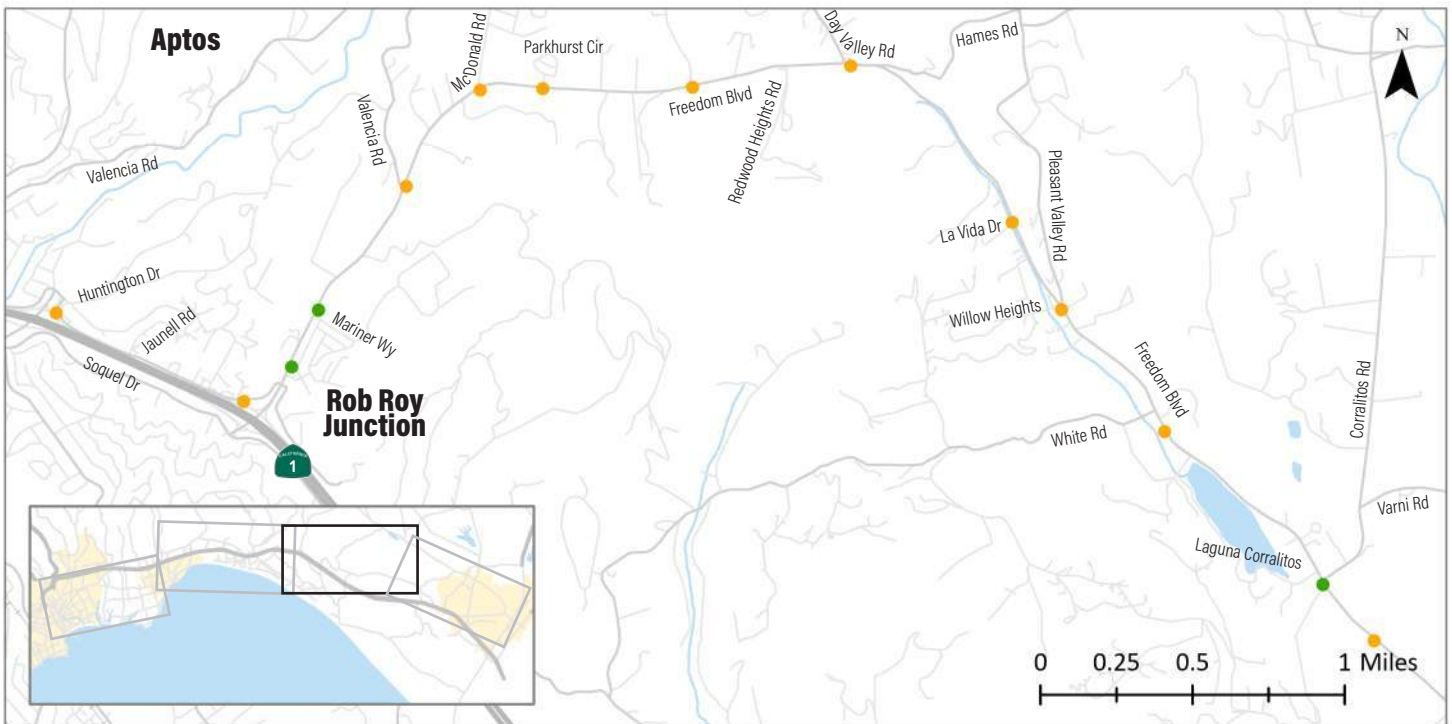 Aptos
McDonald Rd
Parkhurst Cir
Day Valley Rd
Hames Rd
N
Valencia Rd
Freedom Blvd
Redwood Heights Rd
Valencia Rd
Pleasant Valley Rd
La Vida Dr
Huntington Dr
Jaunell Rd
Mariner Wy
Willow Heights
Soquel Dr
Freedom Blvd
Rob Roy
Junction
Corralitos Rd
White Rd
1
Varni Rd
Laguna Corralitos
0 0.25 0.5 1 Miles